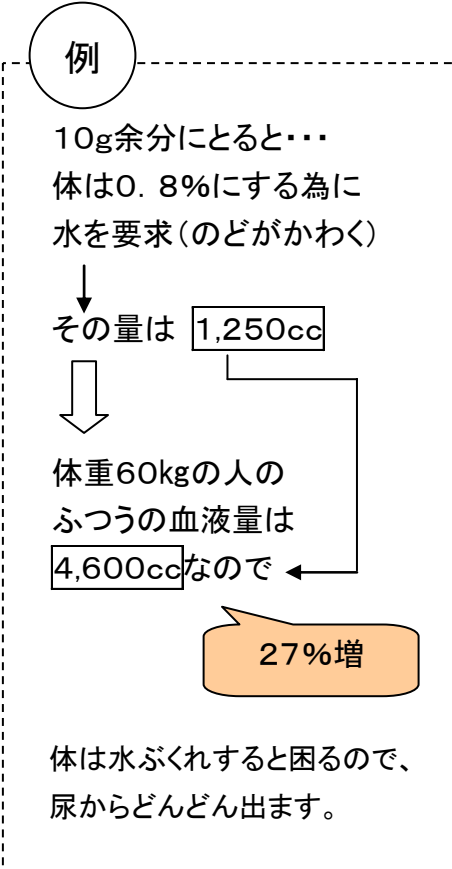 例
10g余分にとると・・・
体は0．8%にする為に
水を要求（のどがかわく）
その量は 1,250cc
体重60㎏の人の
ふつうの血液量は
4,600ccなので
27%増
体は水ぶくれすると困るので、
尿からどんどん出ます。